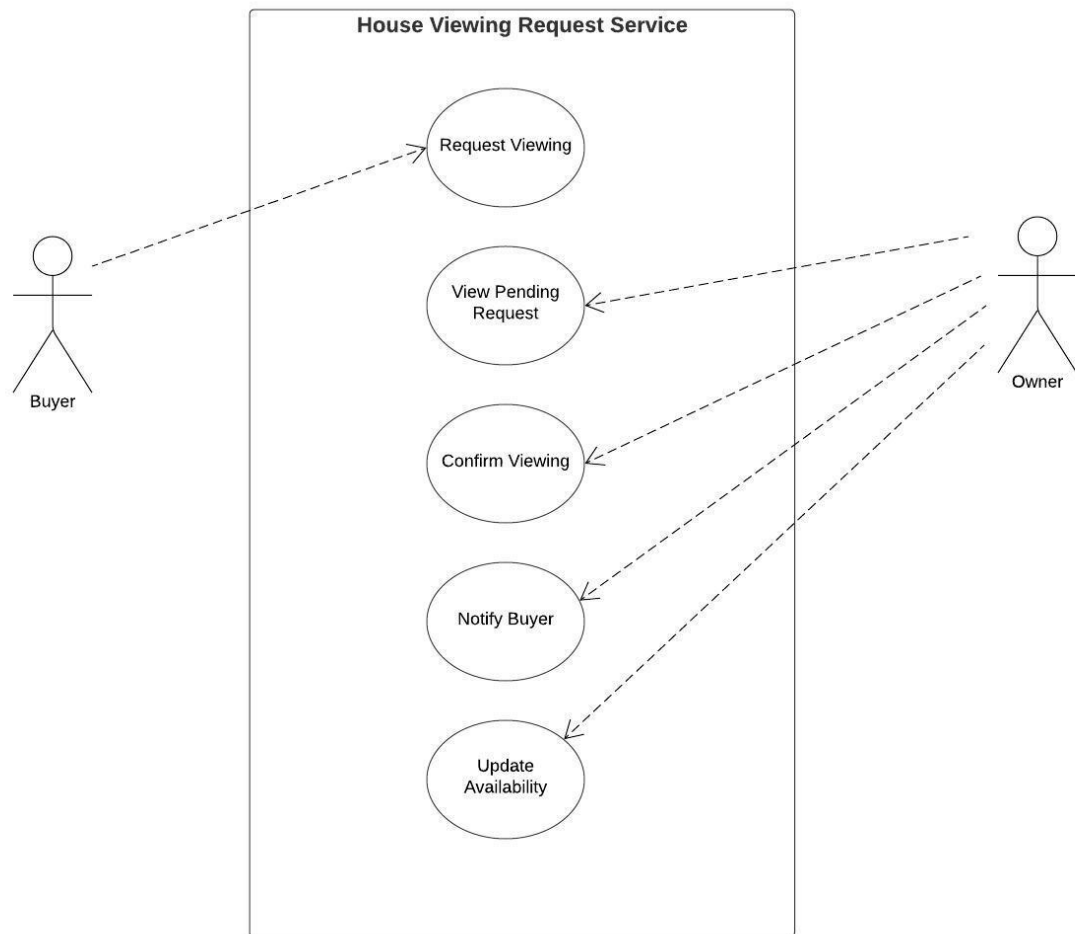 House Viewing Request Service
Request Viewing
View Pending
Request
Buyer
Owner
Confirm Viewing
Notify Buyer
Update
Availability